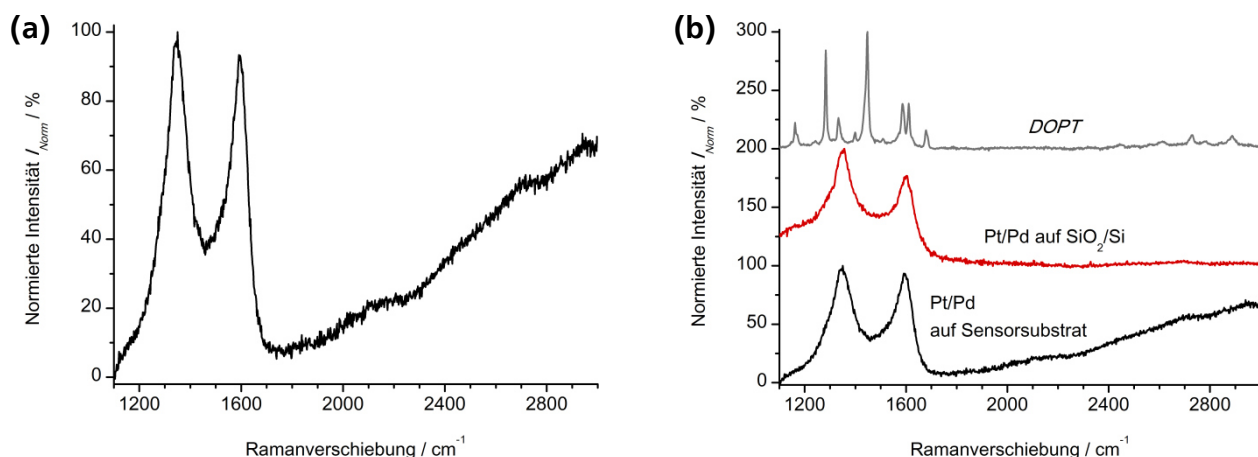 (a)
100
80
60
40
20
0
Normierte Intensität I_Norm / %
1200 1600 2000 2400 2800
Ramanverschiebung / cm⁻¹
(b)
300
250
200
150
100
50
0
Normierte Intensität I_Norm / %
DOPT
Pt/Pd auf SiO₂/Si
Pt/Pd
auf Sensorsubstrat
1200 1600 2000 2400 2800
Ramanverschiebung / cm⁻¹